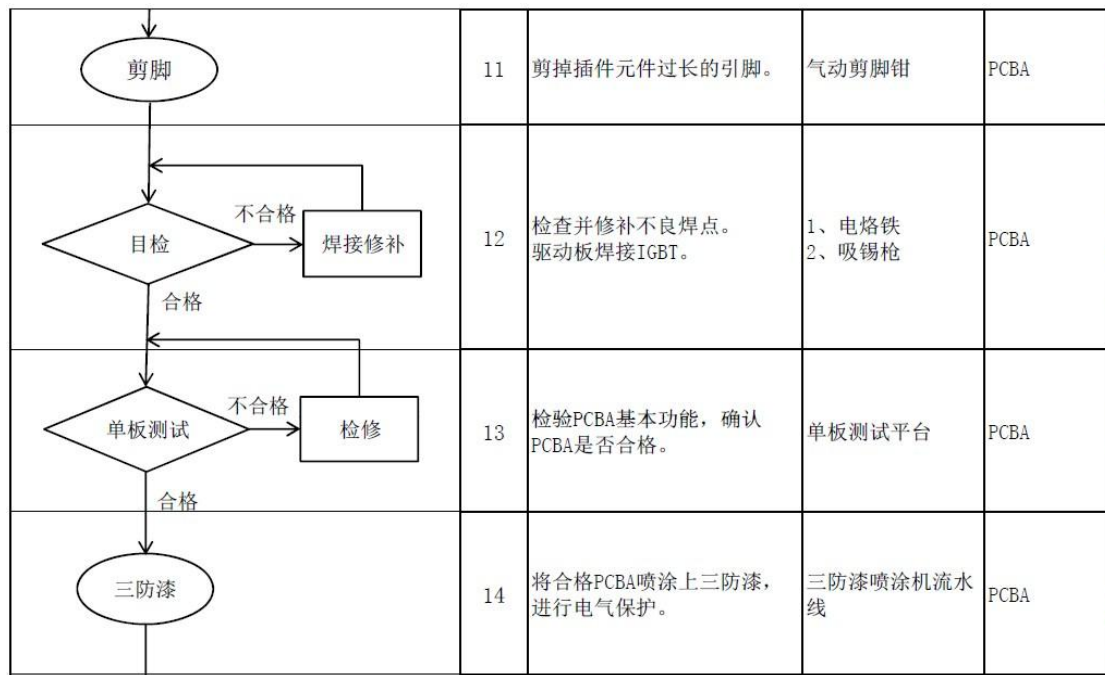 剪脚
11
剪掉插件元件过长的引脚。
气动剪脚钳
PCBA
目检
不合格
焊接修补
合格
12
检查并修补不良焊点。
驱动板焊接IGBT。
1、电烙铁
2、吸锡枪
PCBA
单板测试
不合格
检修
合格
13
检验PCBA基本功能，确认
PCBA是否合格。
单板测试平台
PCBA
三防漆
14
将合格PCBA喷涂上三防漆，
进行电气保护。
三防漆喷涂机流水
线
PCBA